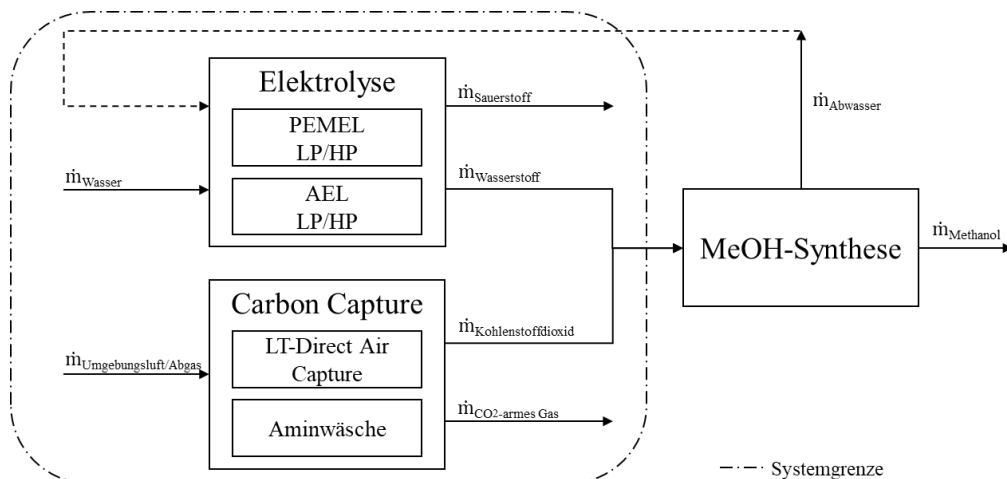 Elektrolyse
PEMEL
LP/HP
AEL
LP/HP
ṁSauerstoff
ṁAbwasser
ṁWasser
ṁWasserstoff
MeOH-Synthese
ṁMethanol
Carbon Capture
LT-Direct Air
Capture
Aminwäsche
ṁKohlenstoffdioxid
ṁUmgebungsluft/Abgas
ṁCO2-armes Gas
Systemgrenze